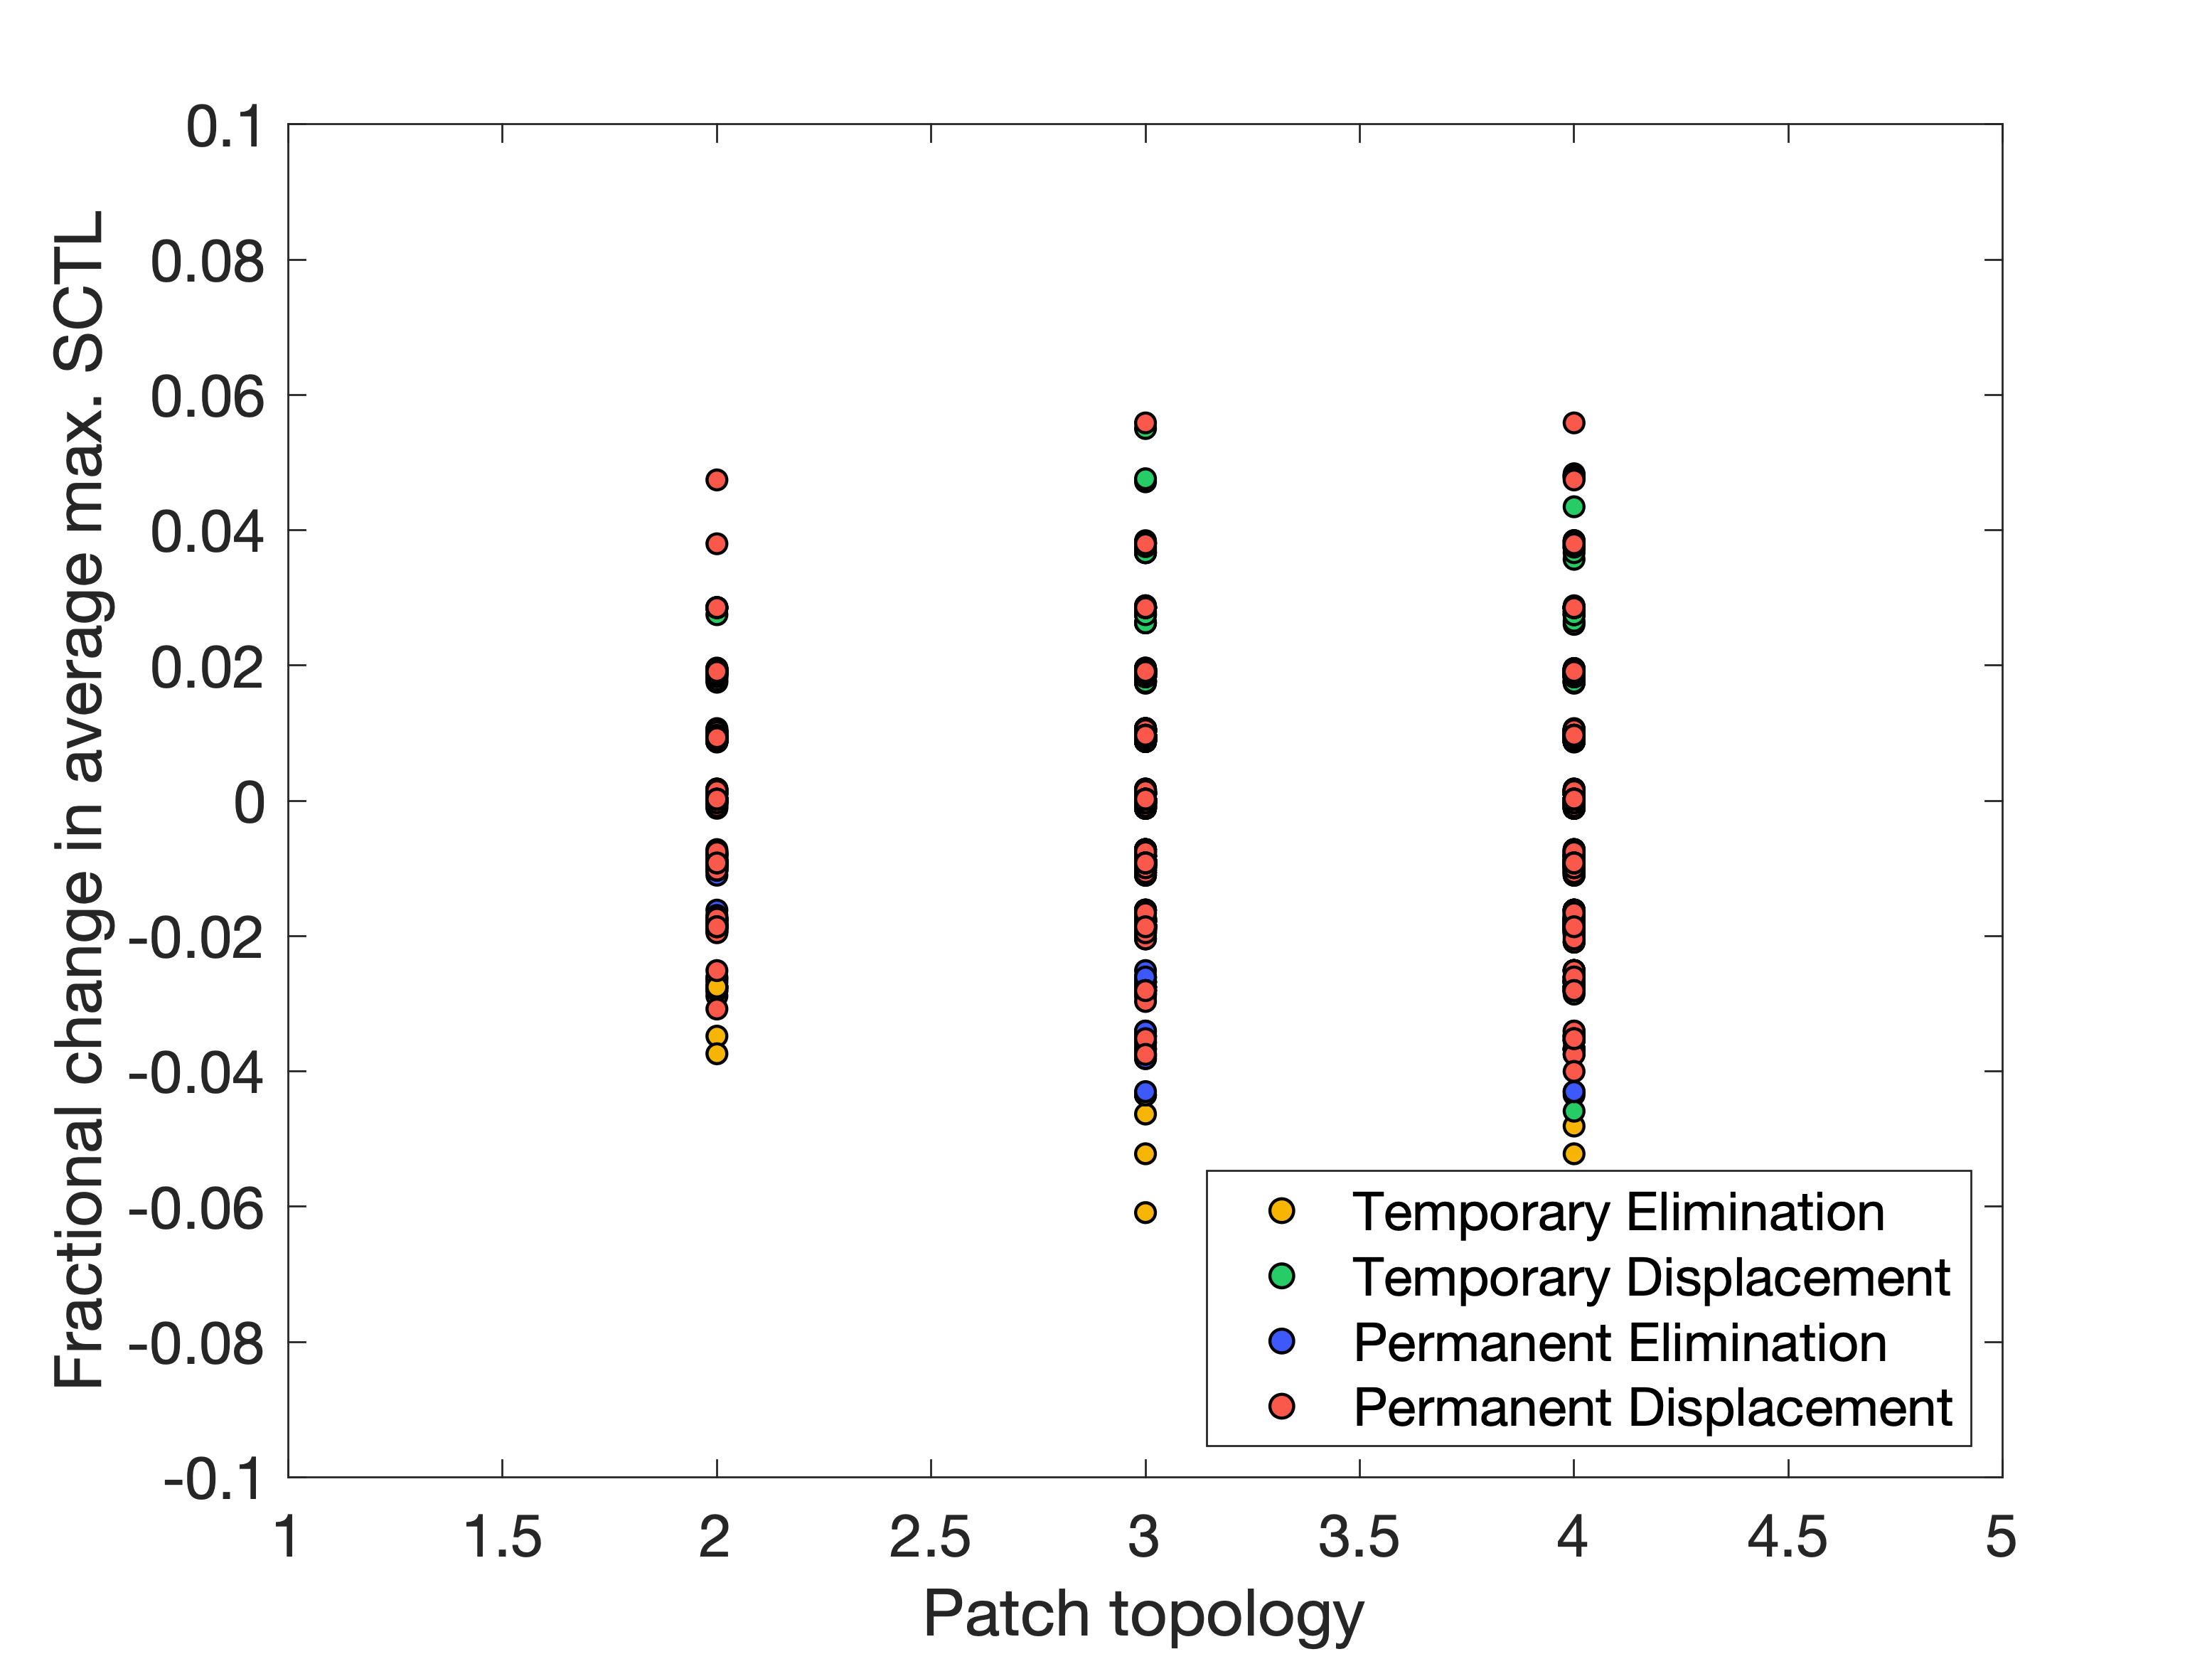 0.1
0.08
0.06
0.04
0.02
0
-0.02
-0.04
-0.06
-0.08
-0.1
Fractional change in average max. SCTL
Temporary Elimination
Temporary Displacement
Permanent Elimination
Permanent Displacement
1 1.5 2 2.5 3 3.5 4 4.5 5
Patch topology